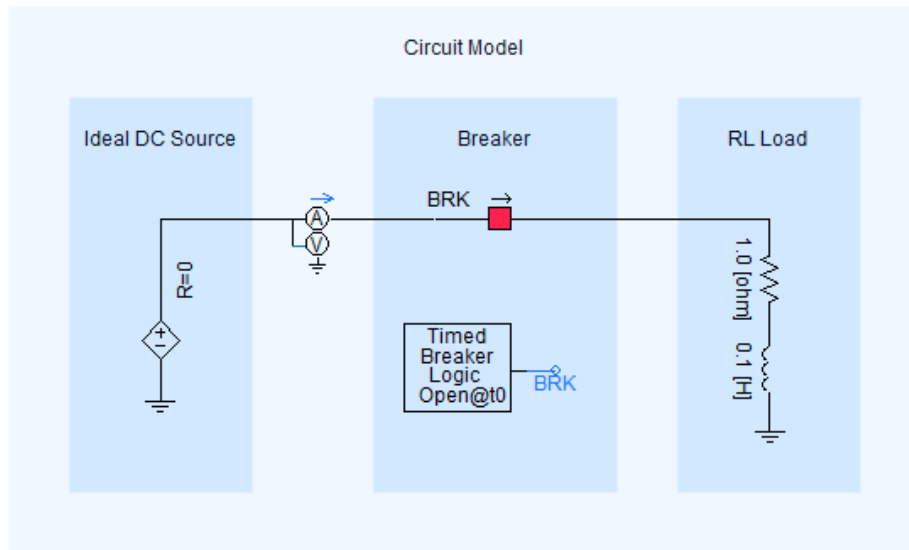 Circuit Model
Ideal DC Source
Breaker
RL Load
BRK
A
V
R=0
+
−
1.0 [ohm]
0.1 [H]
Timed
Breaker
Logic
Open@t0
BRK